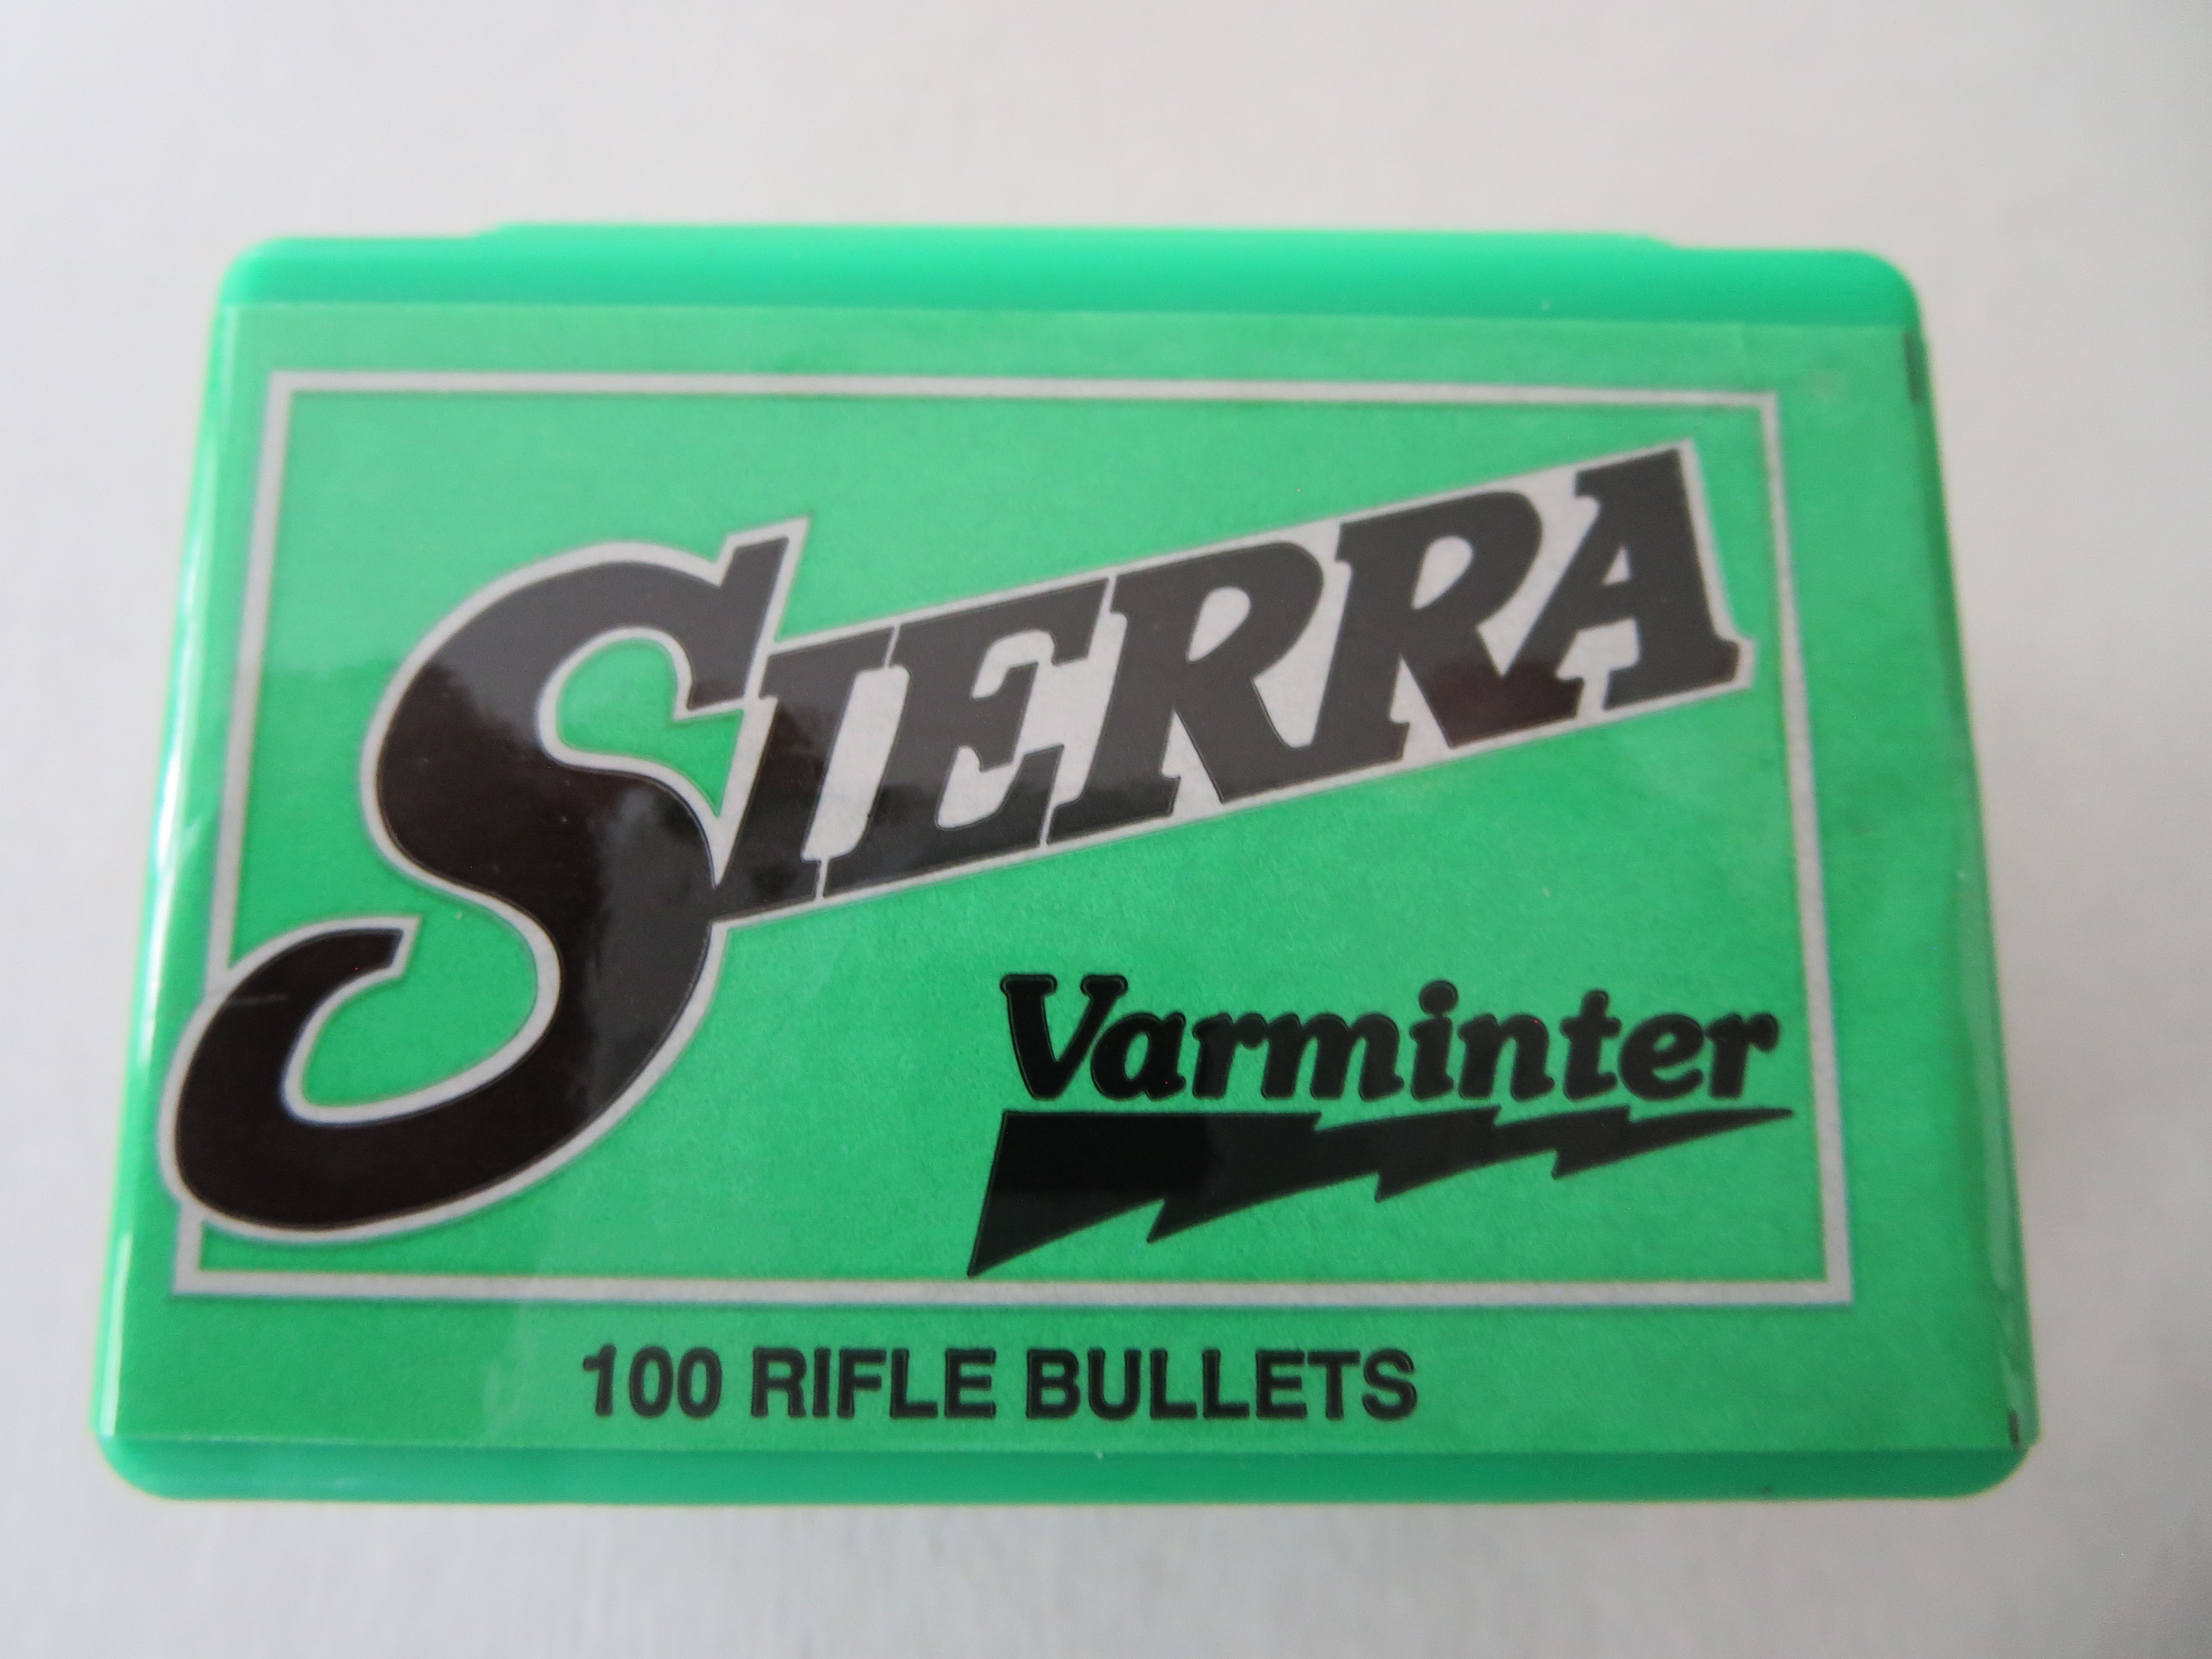 SIERRA
Varminter
100 RIFLE BULLETS